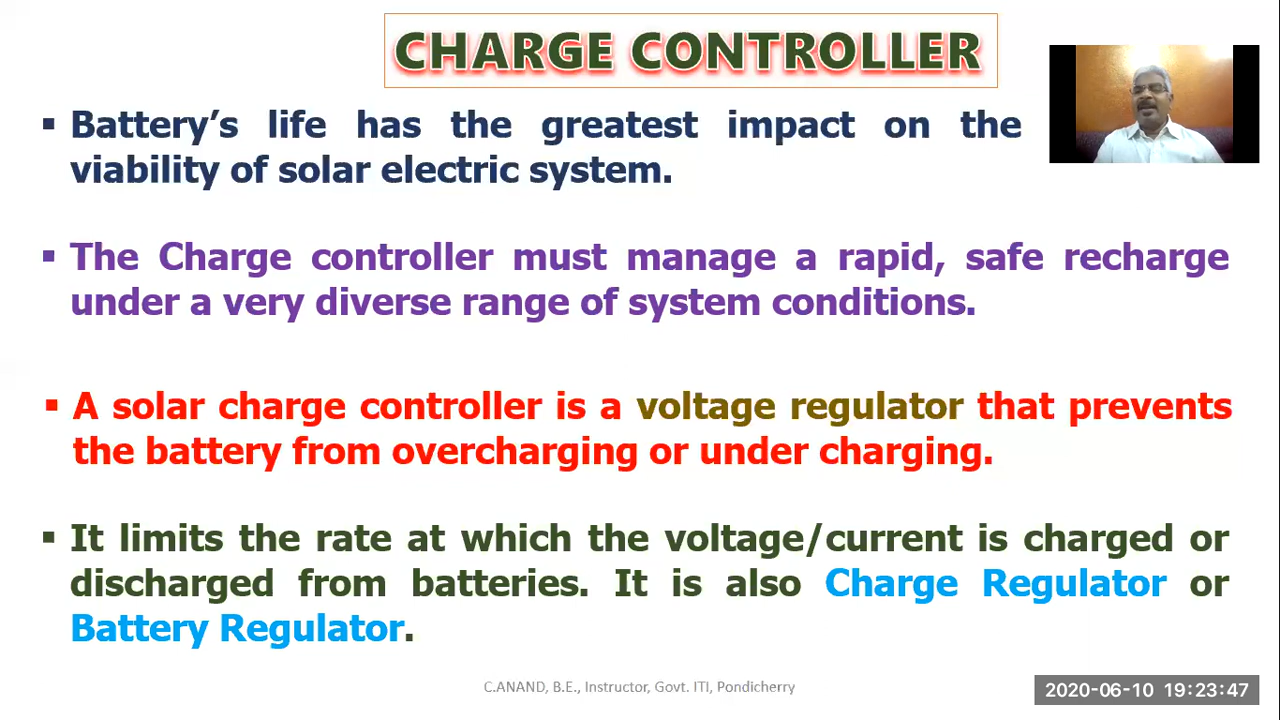 CHARGE CONTROLLER
▪ Battery’s life has the greatest impact on the
viability of solar electric system.
▪ The Charge controller must manage a rapid, safe recharge
under a very diverse range of system conditions.
▪ A solar charge controller is a voltage regulator that prevents
the battery from overcharging or under charging.
▪ It limits the rate at which the voltage/current is charged or
discharged from batteries. It is also Charge Regulator or
Battery Regulator.
C.ANAND, B.E., Instructor, Govt. ITI, Pondicherry
2020-06-10 19:23:47